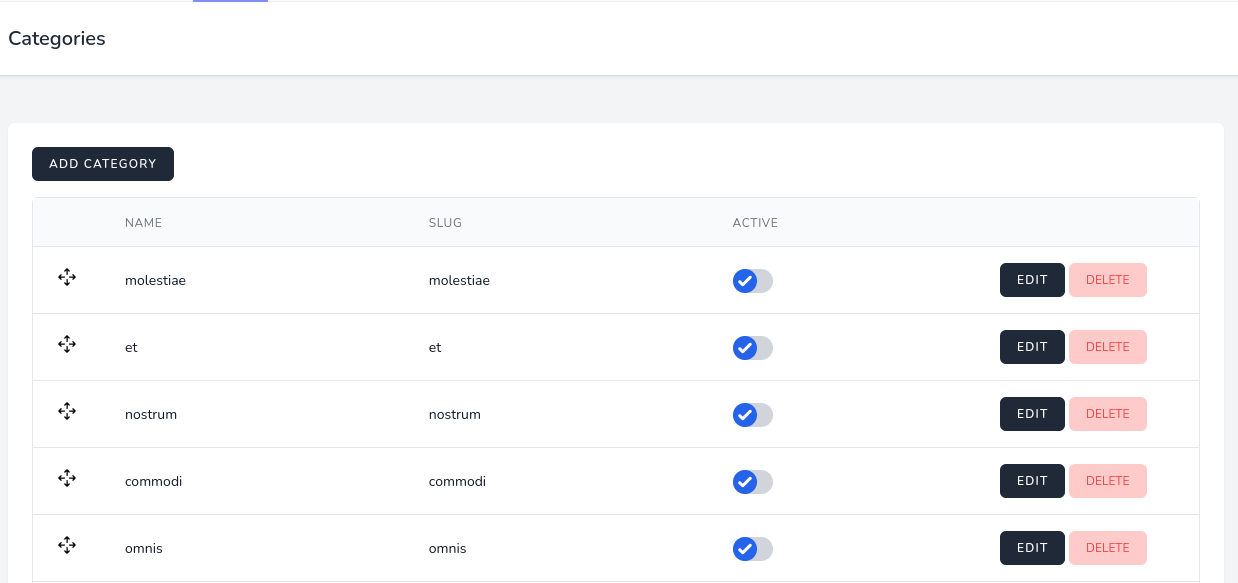 Categories
ADD CATEGORY
NAME SLUG ACTIVE
molestiae molestiae EDIT DELETE
et et EDIT DELETE
nostrum nostrum EDIT DELETE
commodi commodi EDIT DELETE
omnis omnis EDIT DELETE